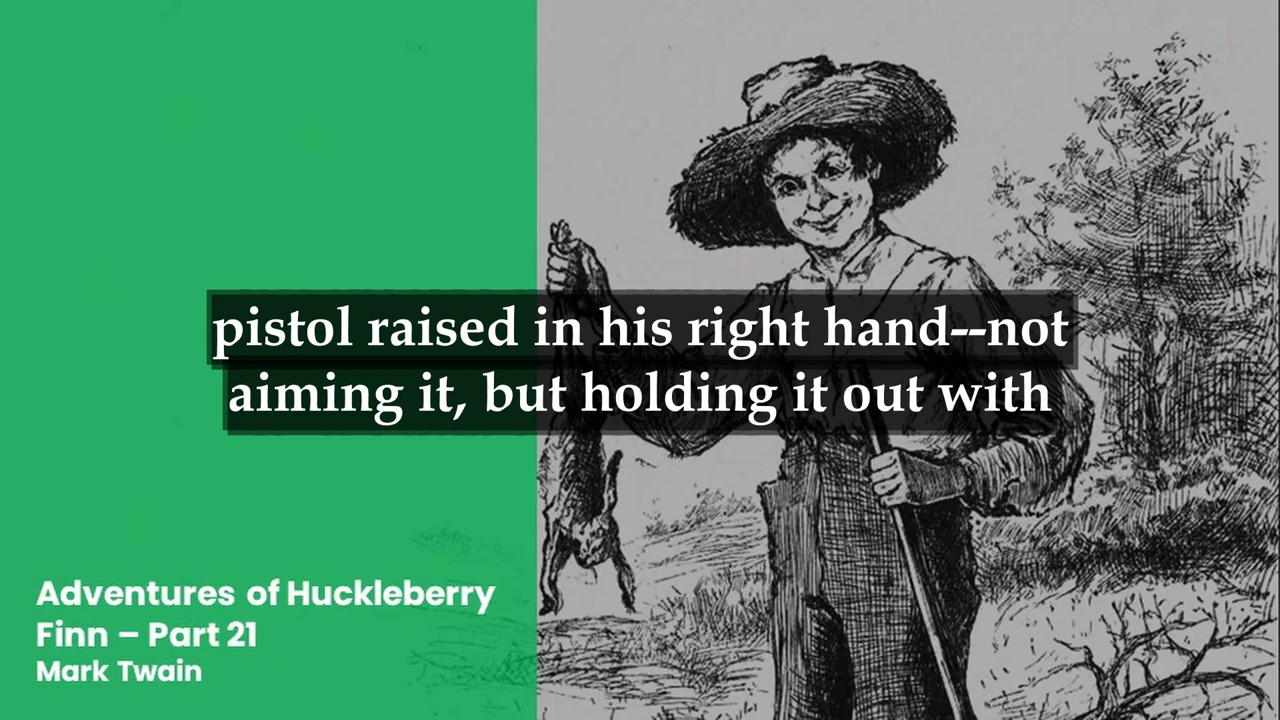 pistol raised in his right hand--not
aiming it, but holding it out with
Adventures of Huckleberry
Finn – Part 21
Mark Twain